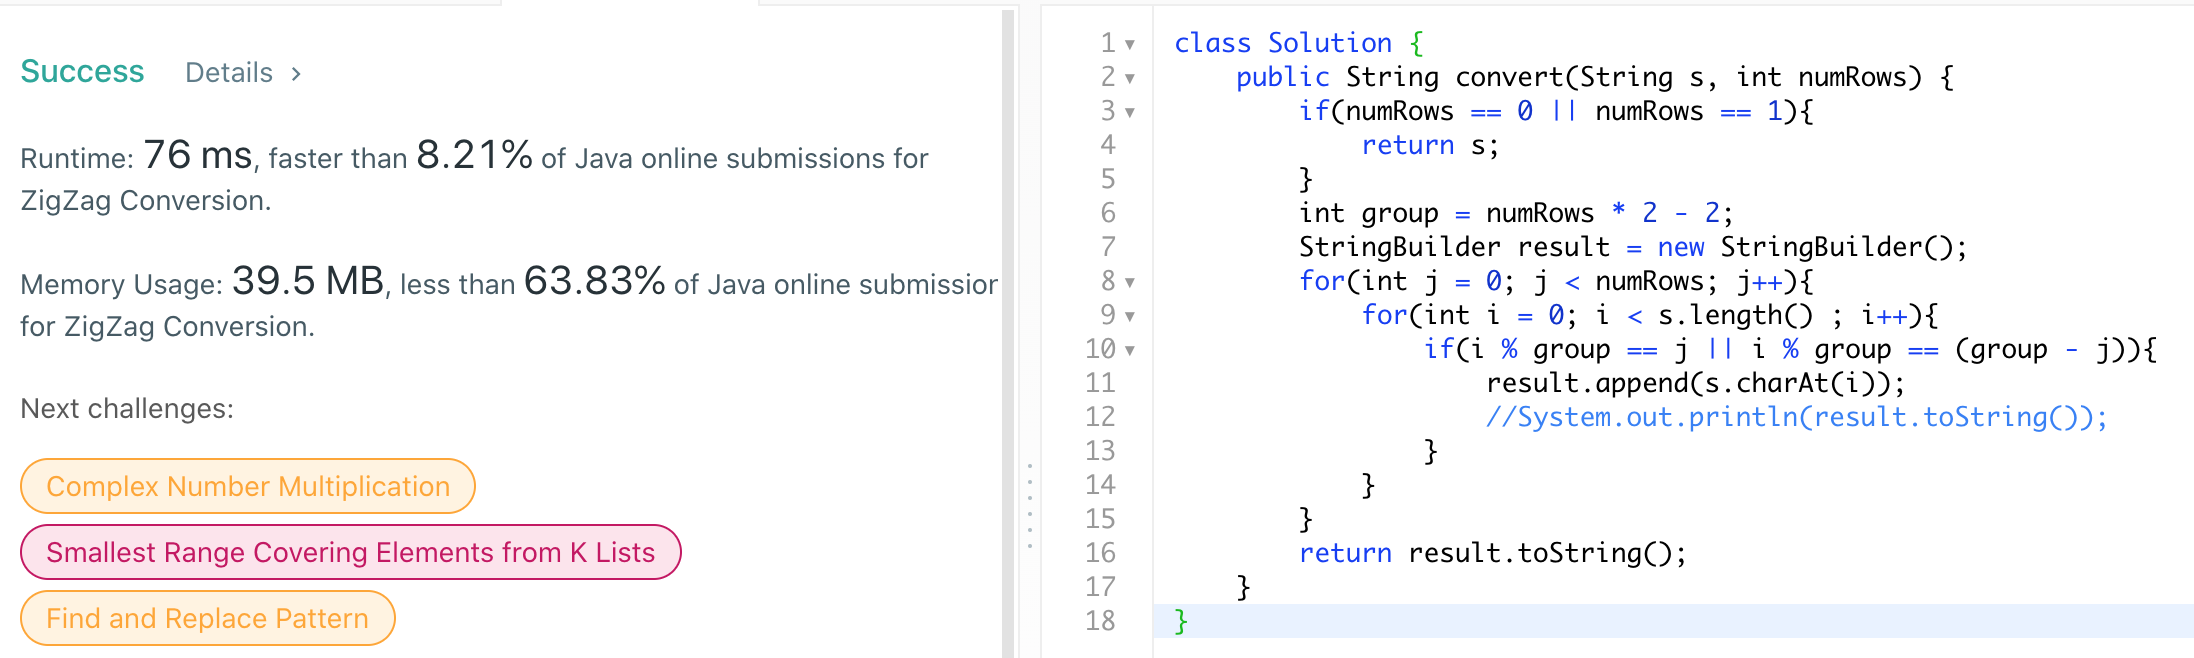 Success Details >
Runtime: 76 ms, faster than 8.21% of Java online submissions for
ZigZag Conversion.
Memory Usage: 39.5 MB, less than 63.83% of Java online submission
for ZigZag Conversion.
Next challenges:
Complex Number Multiplication
Smallest Range Covering Elements from K Lists
Find and Replace Pattern
1 class Solution {
2     public String convert(String s, int numRows) {
3         if(numRows == 0 || numRows == 1){
4             return s;
5         }
6         int group = numRows * 2 - 2;
7         StringBuilder result = new StringBuilder();
8         for(int j = 0; j < numRows; j++){
9             for(int i = 0; i < s.length() ; i++){
10                 if(i % group == j || i % group == (group - j)){
11                     result.append(s.charAt(i));
12                     //System.out.println(result.toString());
13                 }
14             }
15         }
16         return result.toString();
17     }
18 }